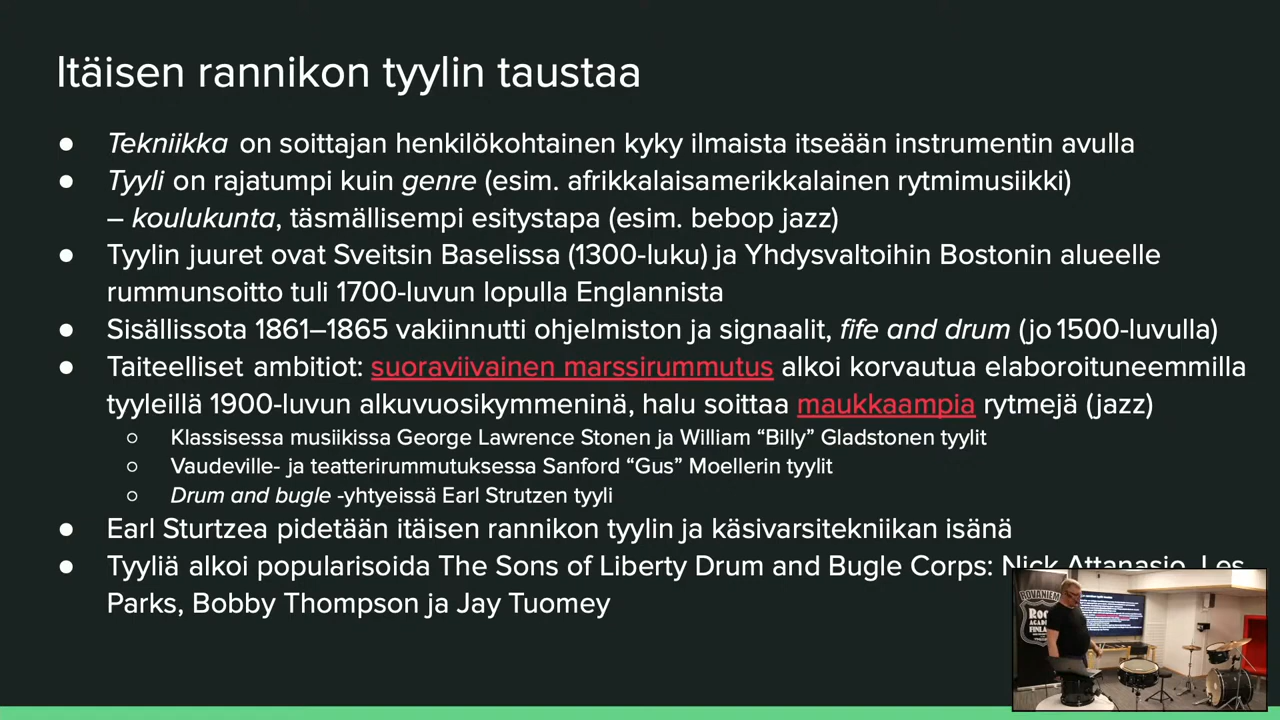 Itäisen rannikon tyylin taustaa
● Tekniikka on soittajan henkilökohtainen kyky ilmaista itseään instrumentin avulla
● Tyyli on rajatumpi kuin genre (esim. afrikkalaisamerikkalainen rytmimusiikki)
– koulukunta, täsmällisempi esitystapa (esim. bebop jazz)
● Tyylin juuret ovat Sveitsin Baselissa (1300-luku) ja Yhdysvaltoihin Bostonin alueelle
rummunsoitto tuli 1700-luvun lopulla Englannista
● Sisällissota 1861–1865 vakiinnutti ohjelmiston ja signaalit, fife and drum (jo 1500-luvulla)
● Taiteelliset ambitiot: suoraviivainen marssirummutus alkoi korvautua elaboroituneemmilla
tyyleillä 1900-luvun alkuvuosikymmeninä, halu soittaa maukkaampia rytmejä (jazz)
○ Klassisessa musiikissa George Lawrence Stonen ja William “Billy” Gladstonen tyylit
○ Vaudeville- ja teatterirummutuksessa Sanford “Gus” Moellerin tyylit
○ Drum and bugle -yhtyeissä Earl Strutzen tyyli
● Earl Sturtzea pidetään itäisen rannikon tyylin ja käsivarsitekniikan isänä
● Tyyliä alkoi popularisoida The Sons of Liberty Drum and Bugle Corps: Nick Attanasio, Les
Parks, Bobby Thompson ja Jay Tuomey
ROVANIEMI